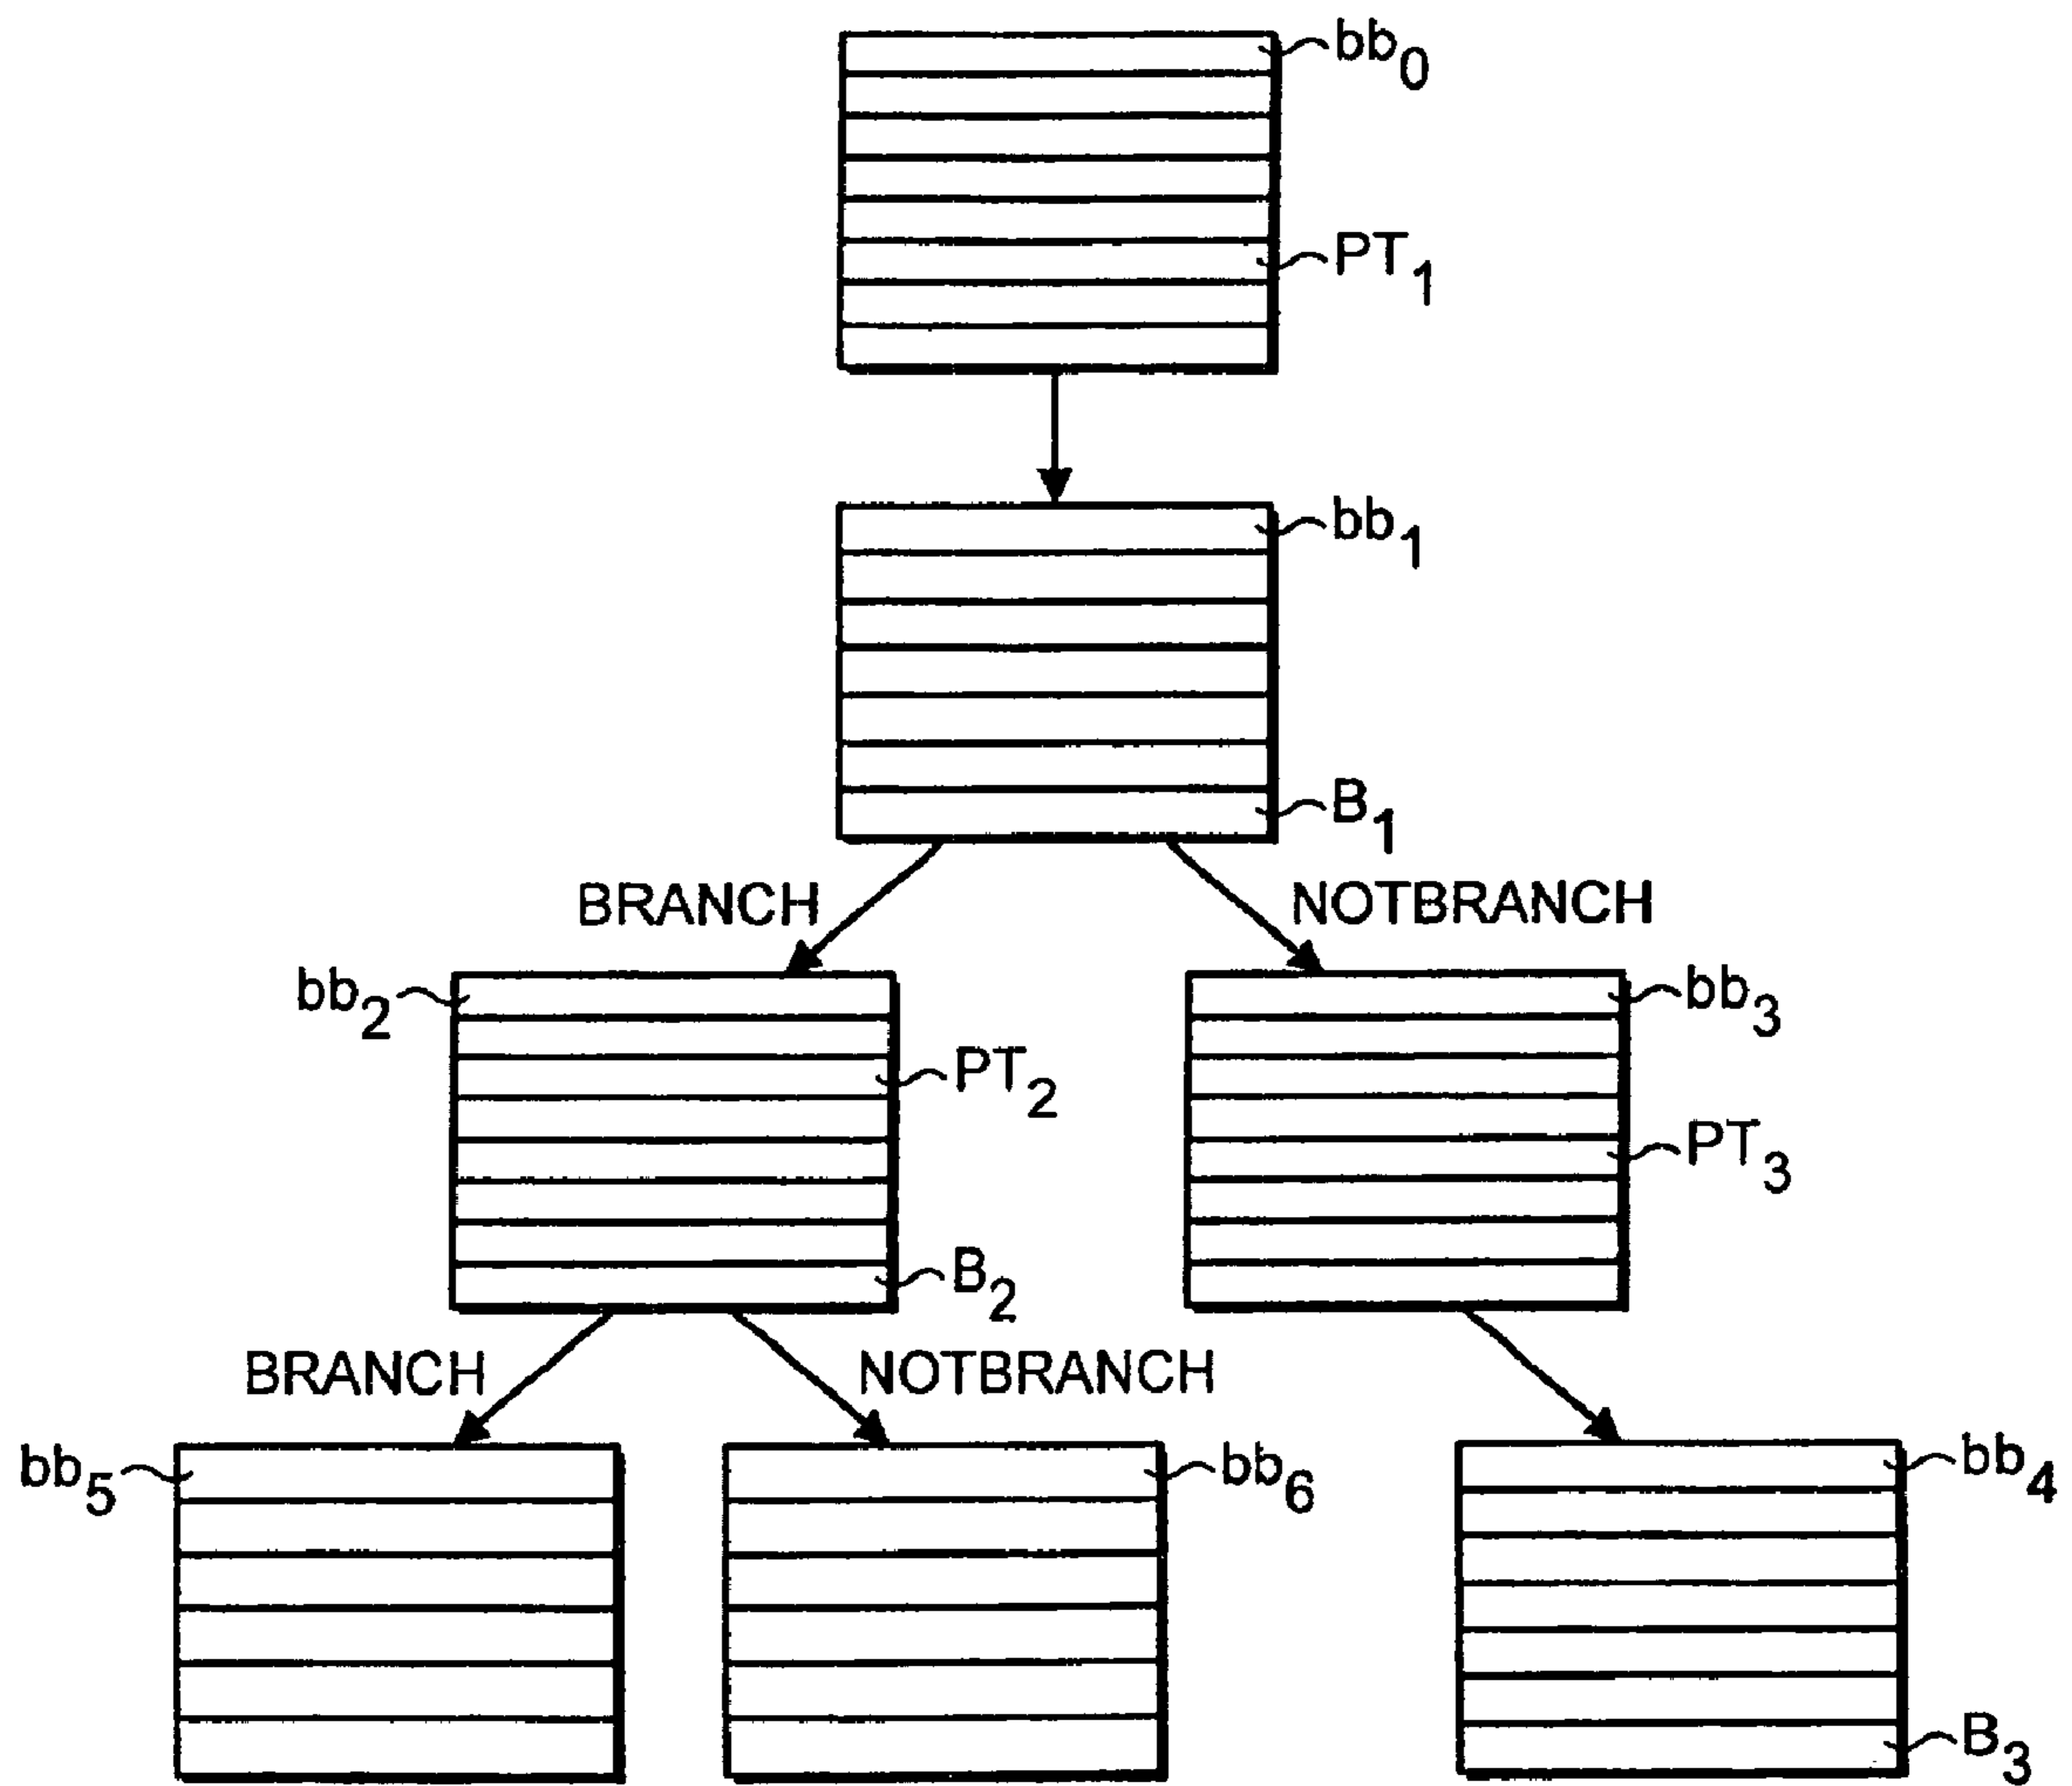 bb0
PT1
bb1
B1
BRANCH
NOTBRANCH
bb2
bb3
PT2
PT3
B2
BRANCH
NOTBRANCH
bb5
bb6
bb4
B3